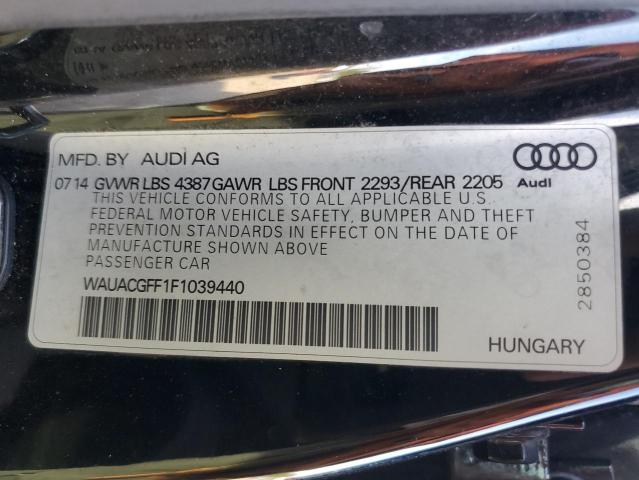 MFD. BY AUDI AG
0714 GVWR LBS 4387 GAWR LBS FRONT 2293/REAR 2205
THIS VEHICLE CONFORMS TO ALL APPLICABLE U.S.
FEDERAL MOTOR VEHICLE SAFETY, BUMPER AND THEFT
PREVENTION STANDARDS IN EFFECT ON THE DATE OF
MANUFACTURE SHOWN ABOVE
PASSENGER CAR
WAUACGFF1F1039440
Audi
2850384
HUNGARY